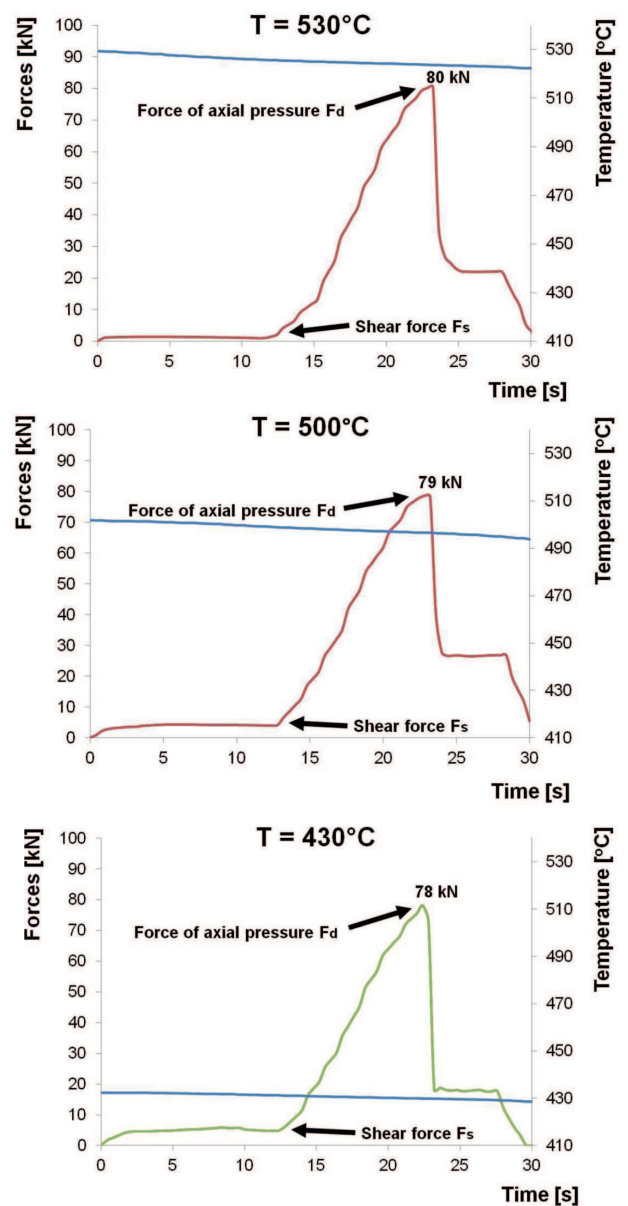 T = 530°C
Forces [kN]
Temperature [°C]
100
90
80
70
60
50
40
30
20
10
0
530
510
490
470
450
430
410
80 kN
Force of axial pressure Fd
Shear force Fs
0 5 10 15 20 25 30
Time [s]
T = 500°C
Forces [kN]
Temperature [°C]
100
90
80
70
60
50
40
30
20
10
0
530
510
490
470
450
430
410
79 kN
Force of axial pressure Fd
Shear force Fs
0 5 10 15 20 25 30
Time [s]
T = 430°C
Forces [kN]
Temperature [°C]
100
90
80
70
60
50
40
30
20
10
0
530
510
490
470
450
430
410
78 kN
Force of axial pressure Fd
Shear force Fs
0 5 10 15 20 25 30
Time [s]